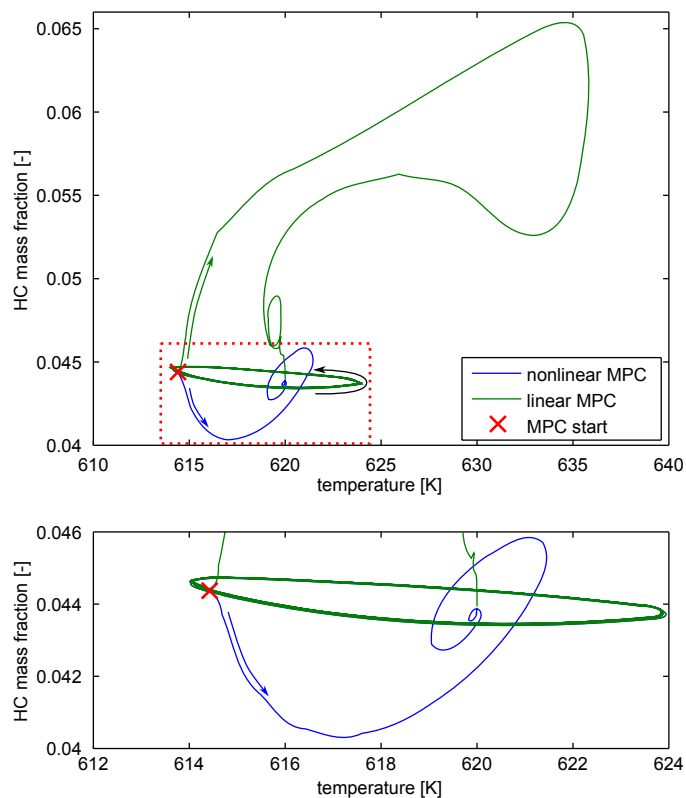 0.065
0.06
0.055
0.05
0.045
0.04
HC mass fraction [-]
nonlinear MPC
linear MPC
MPC start
610 615 620 625 630 635 640
temperature [K]
0.046
0.044
0.042
0.04
HC mass fraction [-]
612 614 616 618 620 622 624
temperature [K]